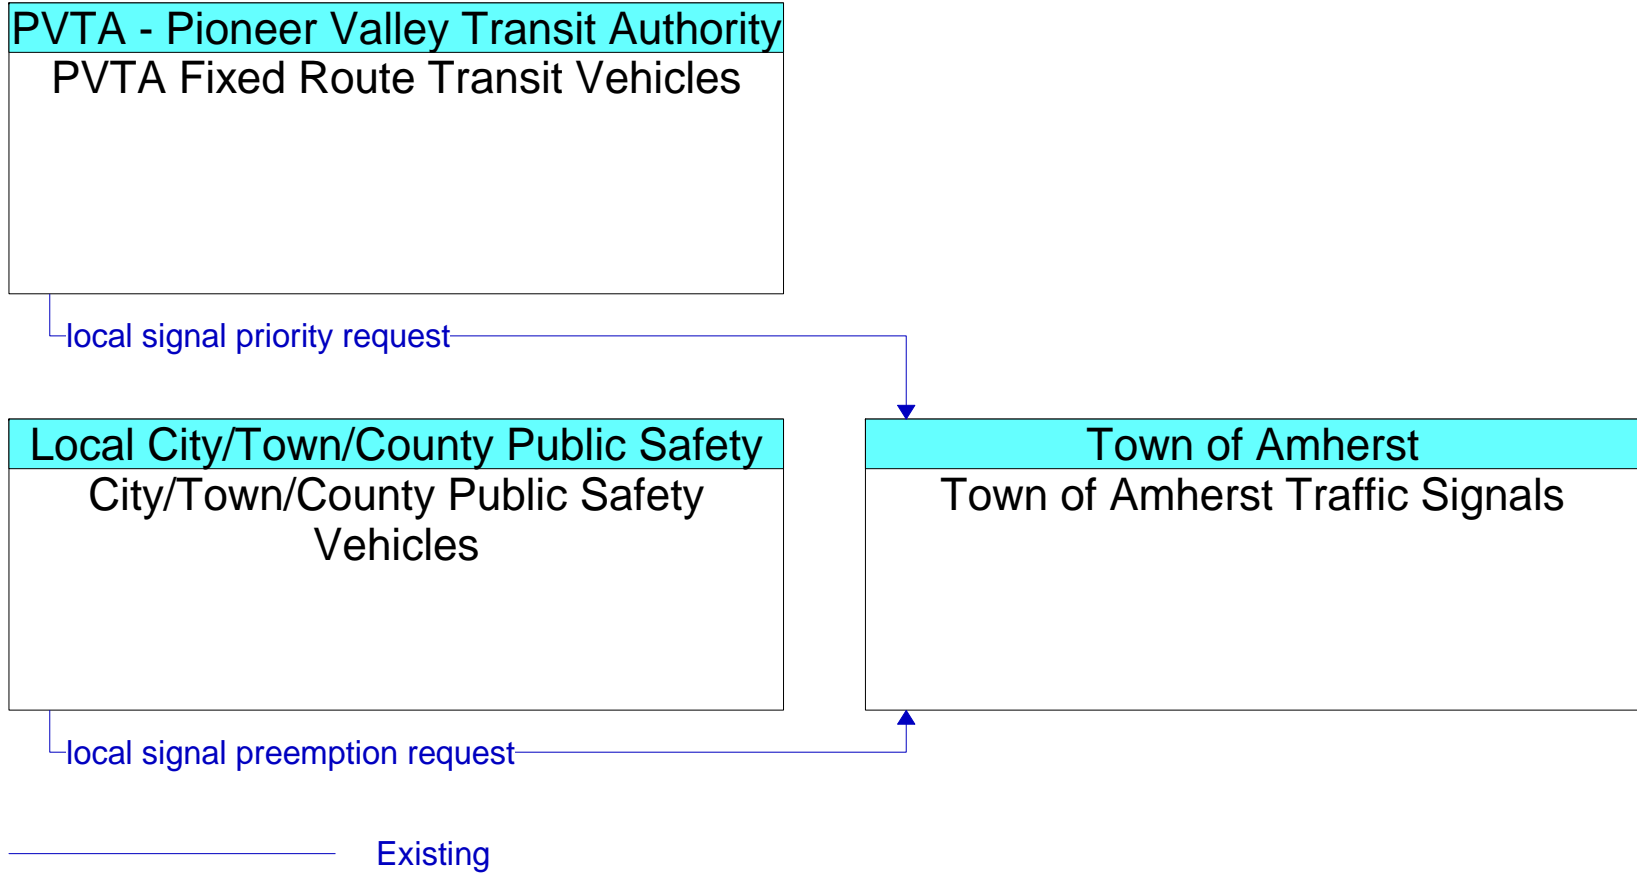 PVTA - Pioneer Valley Transit Authority
PVTA Fixed Route Transit Vehicles
local signal priority request
Local City/Town/County Public Safety
City/Town/County Public Safety
Vehicles
Town of Amherst
Town of Amherst Traffic Signals
local signal preemption request
Existing